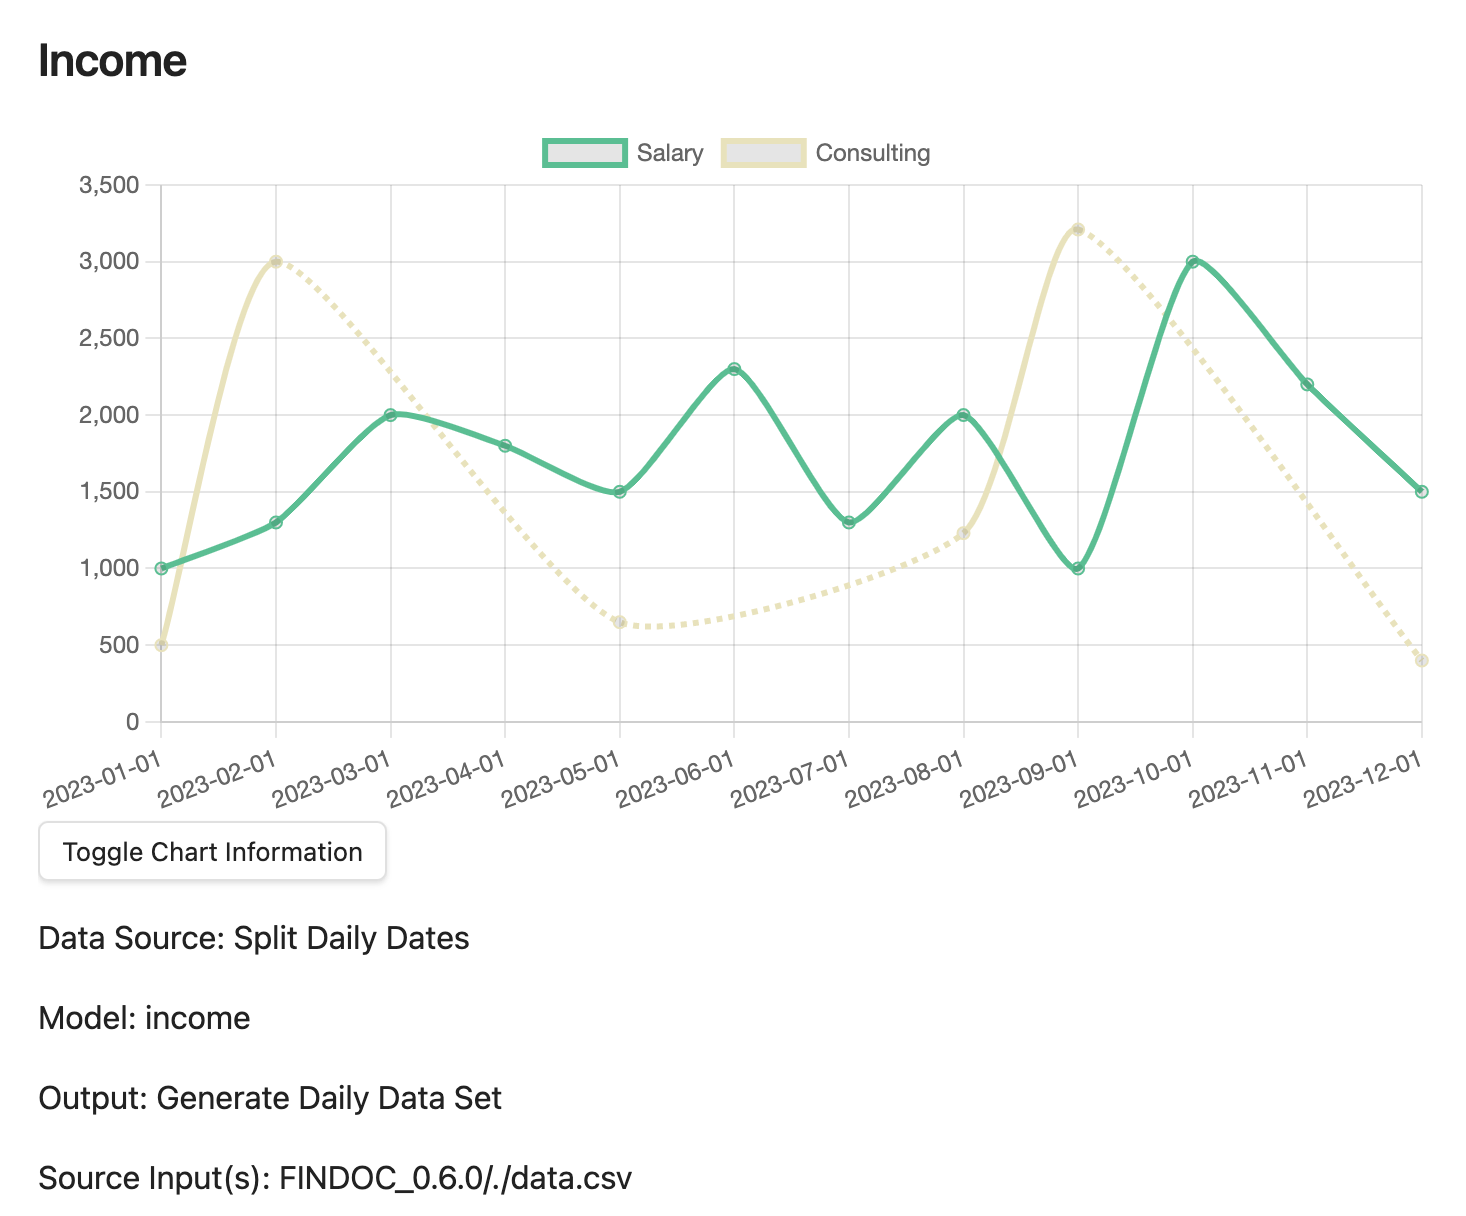 Income
Salary
Consulting
3,500
3,000
2,500
2,000
1,500
1,000
500
0
2023-01-01
2023-02-01
2023-03-01
2023-04-01
2023-05-01
2023-06-01
2023-07-01
2023-08-01
2023-09-01
2023-10-01
2023-11-01
2023-12-01
Toggle Chart Information
Data Source: Split Daily Dates
Model: income
Output: Generate Daily Data Set
Source Input(s): FINDOC_0.6.0/./data.csv